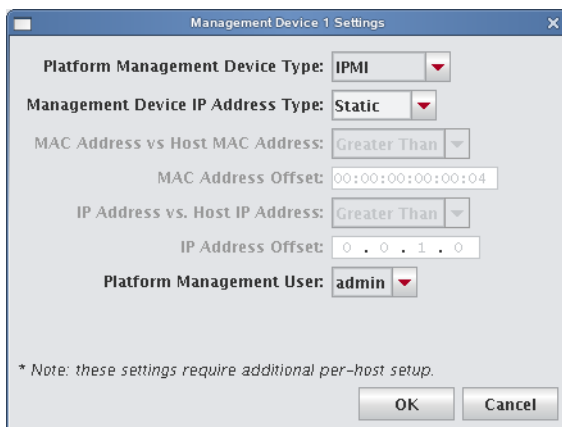 Management Device 1 Settings
Platform Management Device Type: IPMI
Management Device IP Address Type: Static
MAC Address vs Host MAC Address: Greater Than
MAC Address Offset: 00:00:00:00:00:04
IP Address vs. Host IP Address: Greater Than
IP Address Offset: 0 . 0 . 1 . 0
Platform Management User: admin
* Note: these settings require additional per-host setup.
OK Cancel